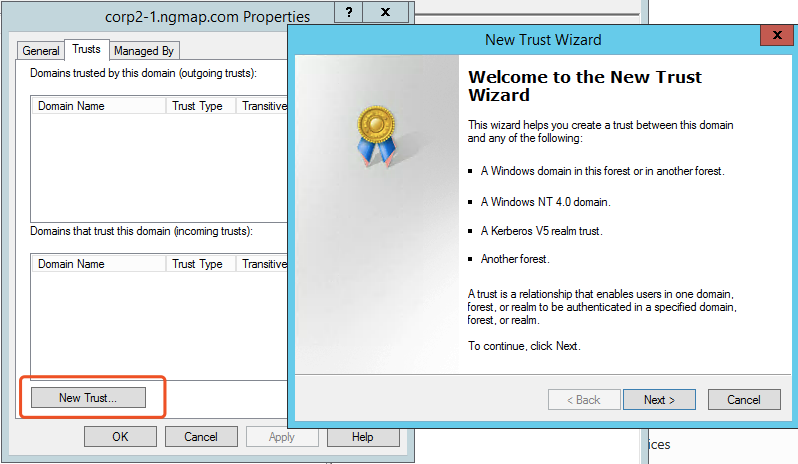 corp2-1.ngmap.com Properties
?
x
General
Trusts
Managed By
Domains trusted by this domain (outgoing trusts):
Domain Name
Trust Type
Transitive
Domains that trust this domain (incoming trusts):
Domain Name
Trust Type
Transitive
New Trust...
OK
Cancel
Apply
Help
New Trust Wizard
x
Welcome to the New Trust
Wizard
This wizard helps you create a trust between this domain
and any of the following:
▪ A Windows domain in this forest or in another forest.
▪ A Windows NT 4.0 domain.
▪ A Kerberos V5 realm trust.
▪ Another forest.
A trust is a relationship that enables users in one domain,
forest, or realm to be authenticated in a specified domain,
forest, or realm.
To continue, click Next.
< Back
Next >
Cancel
ices